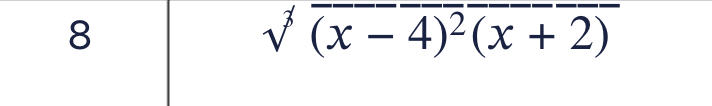 8 ∛(x − 4)²(x + 2)